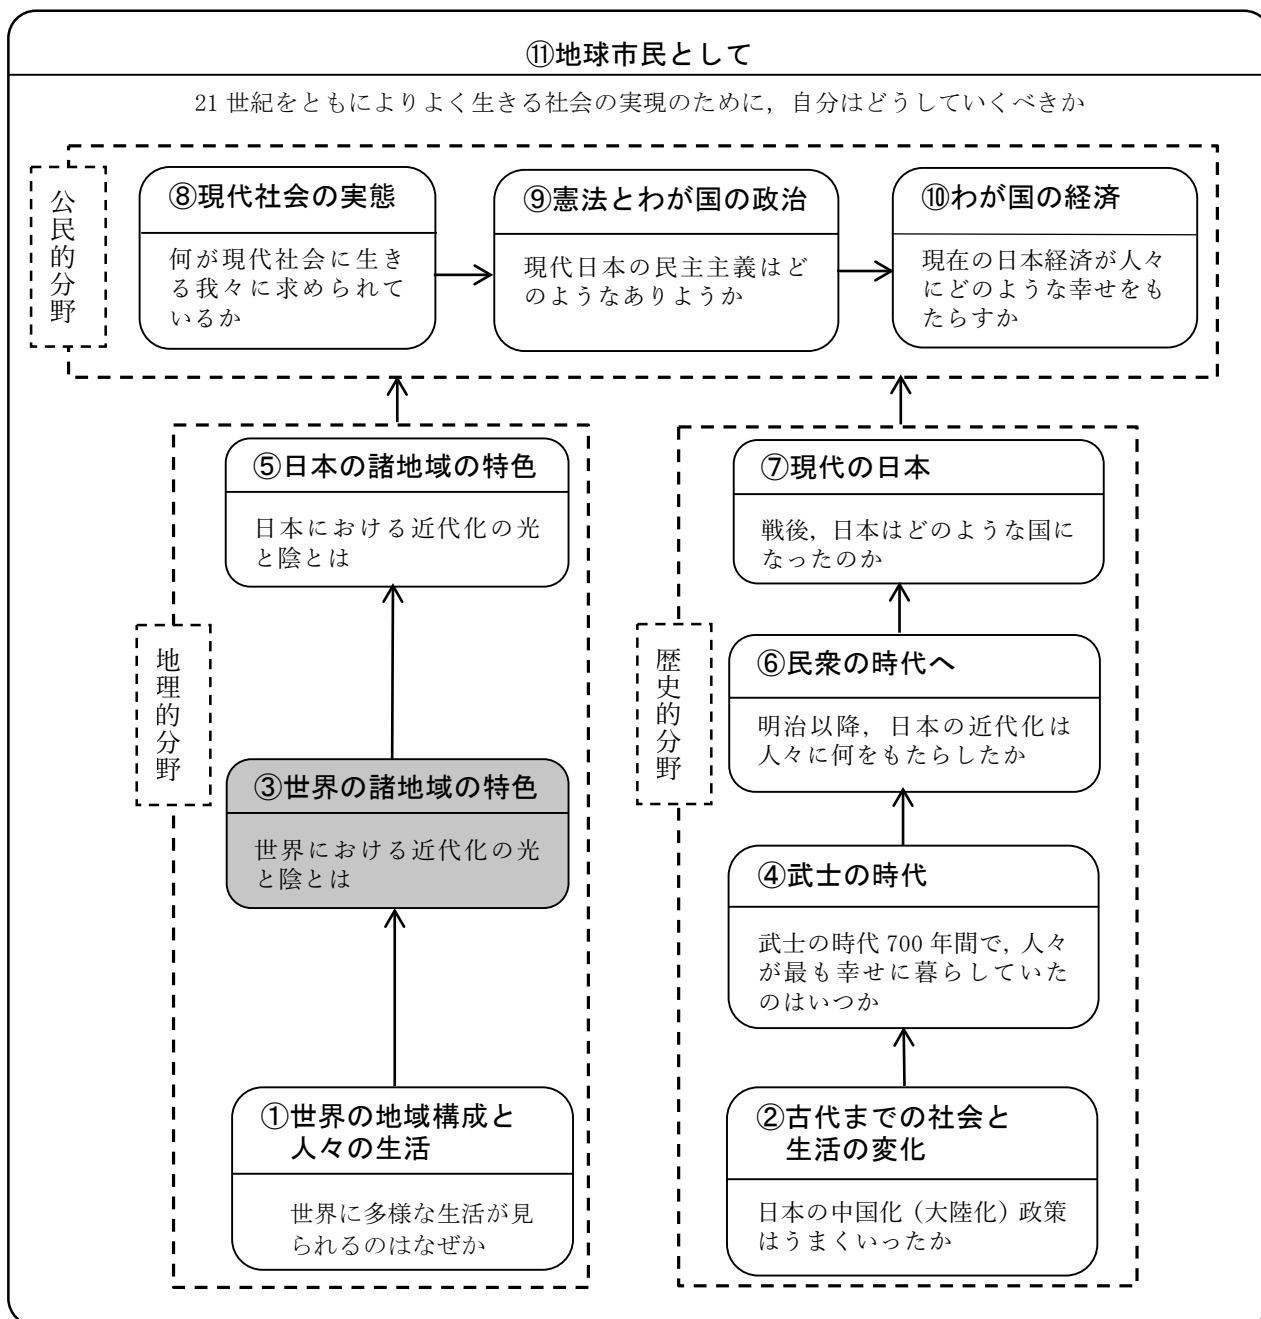 ⑪地球市民として
21 世紀をともによりよく生きる社会の実現のために，自分はどうしていくべきか
公民的分野
⑧現代社会の実態
何が現代社会に生き
る我々に求められて
いるか
⑨憲法とわが国の政治
現代日本の民主主義はど
のようなありようか
⑩わが国の経済
現在の日本経済が人々
にどのような幸せをも
たらすか
地理的分野
⑤日本の諸地域の特色
日本における近代化の光
と陰とは
③世界の諸地域の特色
世界における近代化の光
と陰とは
①世界の地域構成と
人々の生活
世界に多様な生活が見
られるのはなぜか
歴史的分野
⑦現代の日本
戦後，日本はどのような国に
なったのか
⑥民衆の時代へ
明治以降，日本の近代化は
人々に何をもたらしたか
④武士の時代
武士の時代 700 年間で，人々
が最も幸せに暮らしていた
のはいつか
②古代までの社会と
生活の変化
日本の中国化（大陸化）政策
はうまくいったか